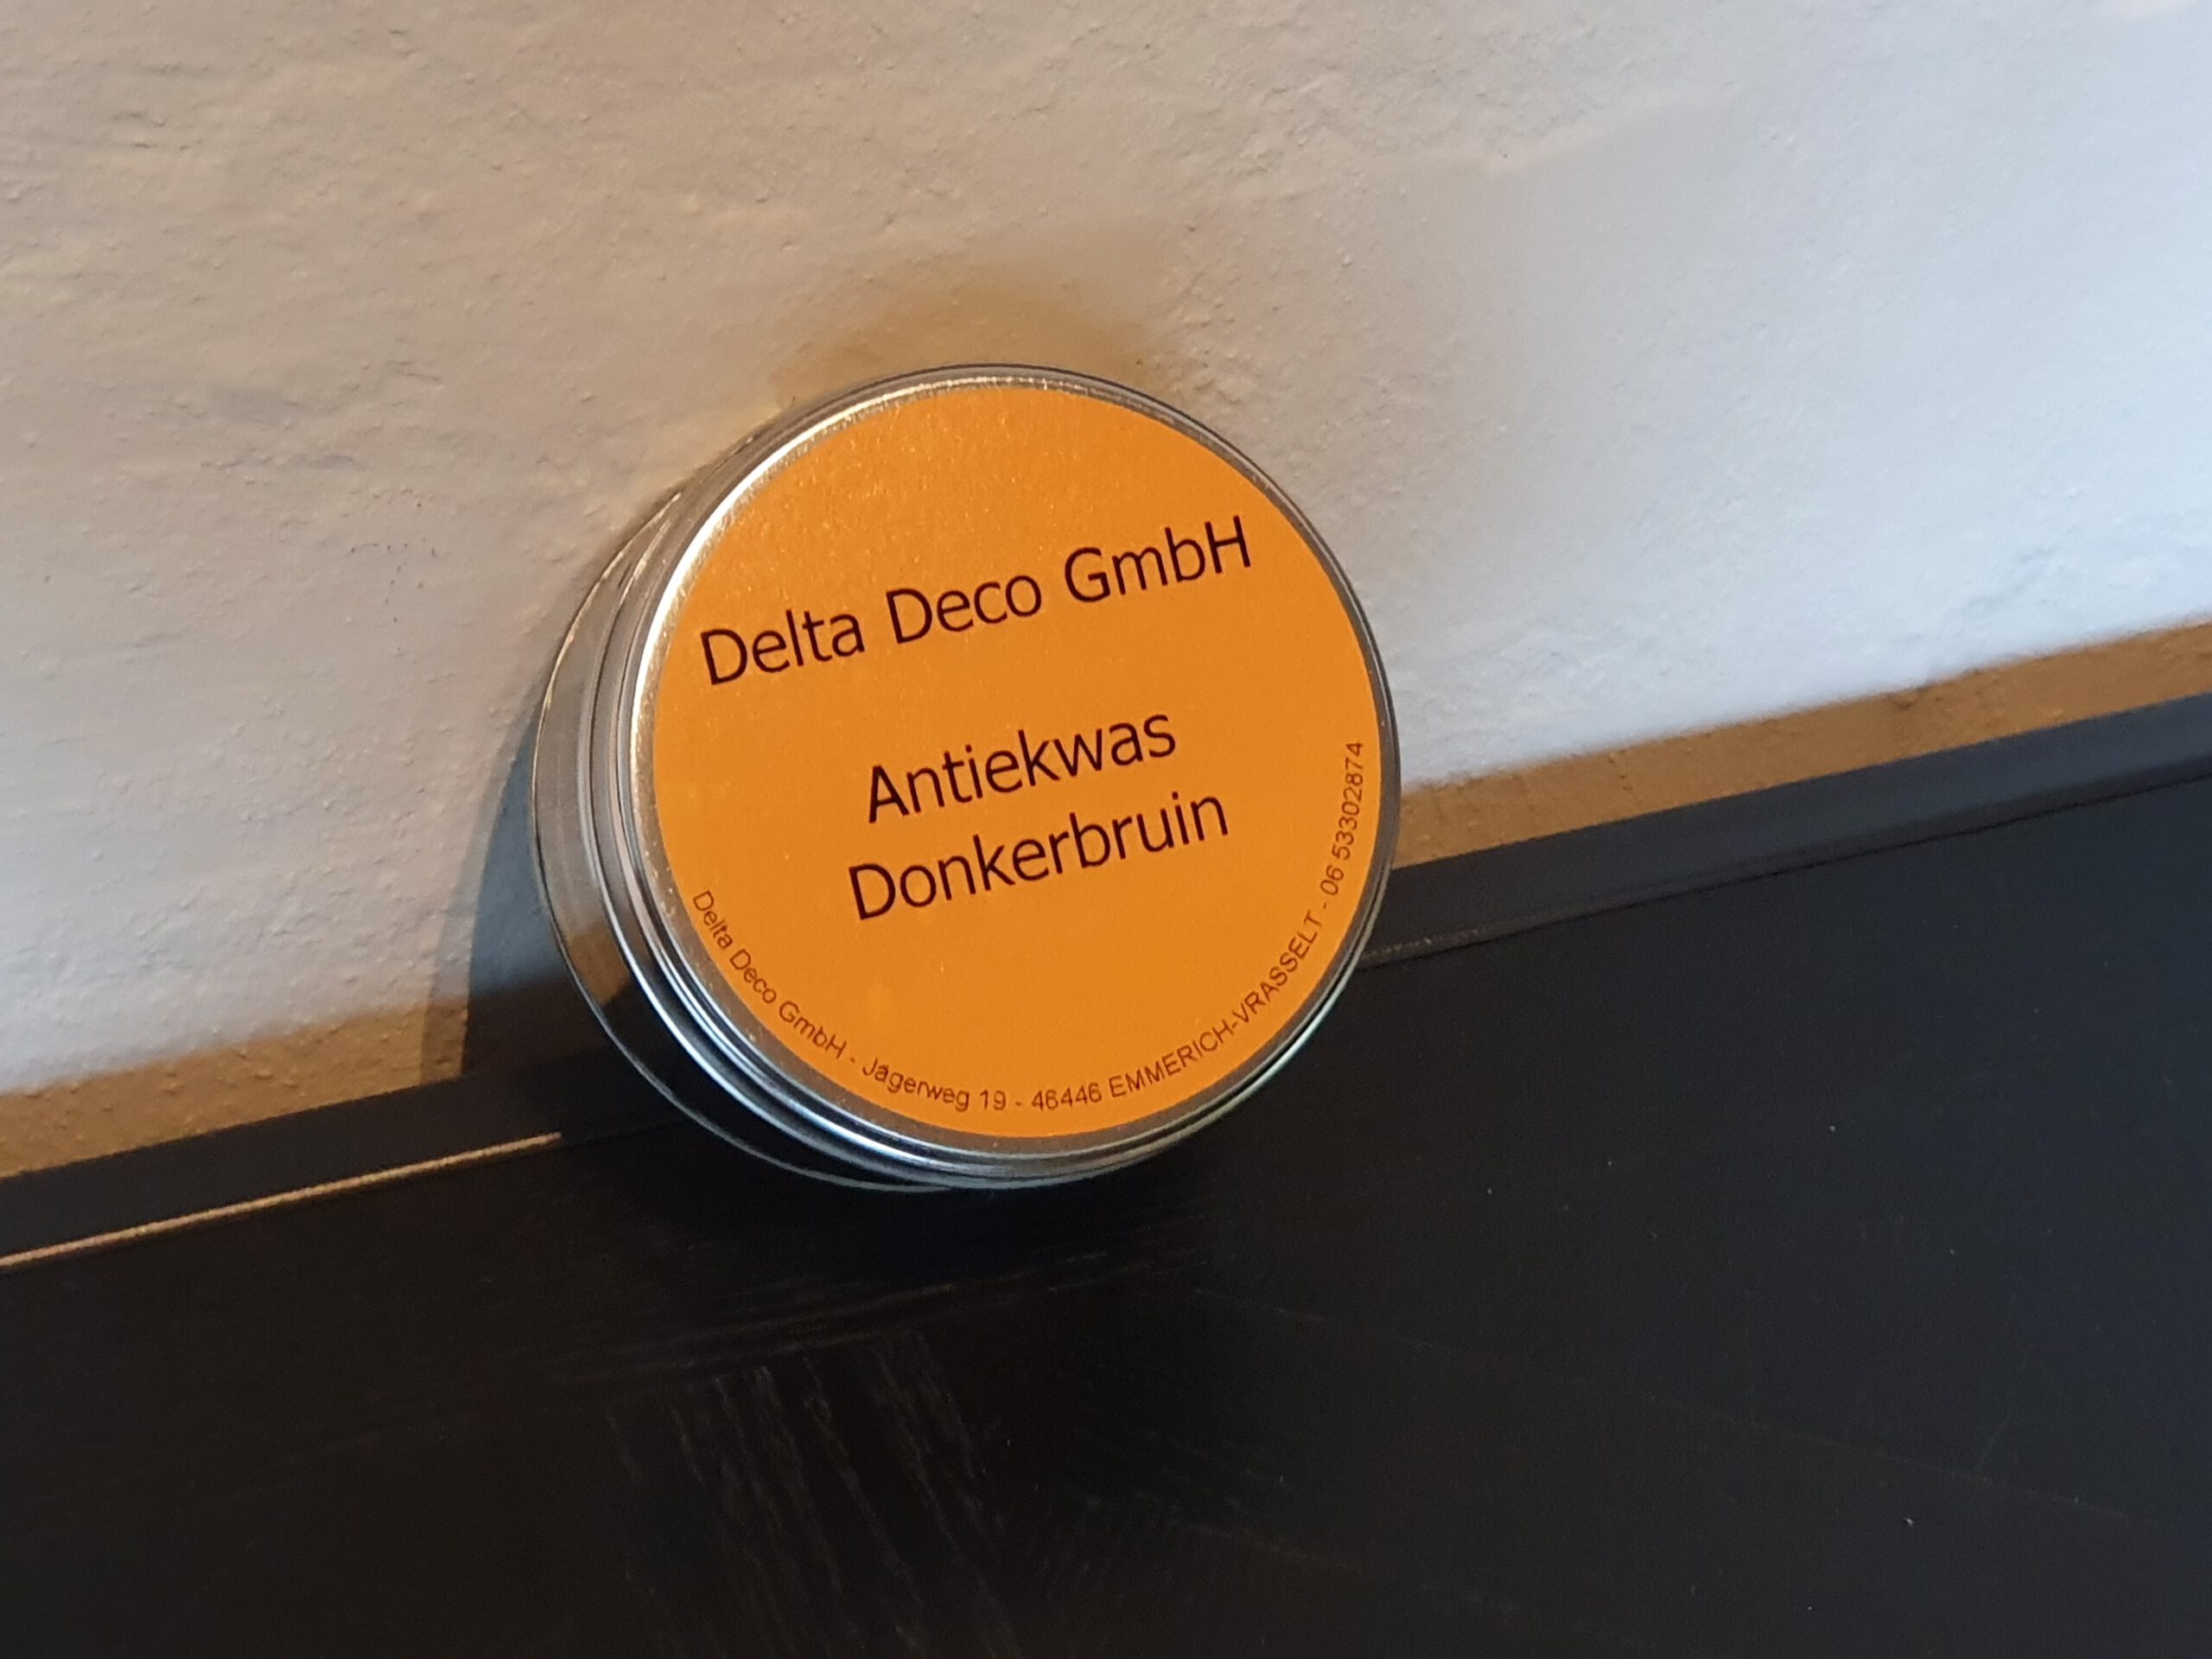 Delta Deco GmbH
Antiekwas
Donkerbruin
Delta Deco GmbH - Jägerweg 19 - 46446 EMMERICH-VRASSELT - 06 53302874